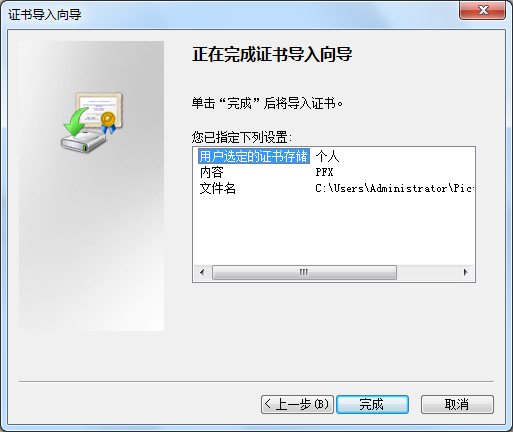 证书导入向导
正在完成证书导入向导
单击“完成”后将导入证书。
您已指定下列设置:
用户选定的证书存储 个人
内容 PFX
文件名 C:\Users\Administrator\Pict
< 上一步(B) 完成 取消